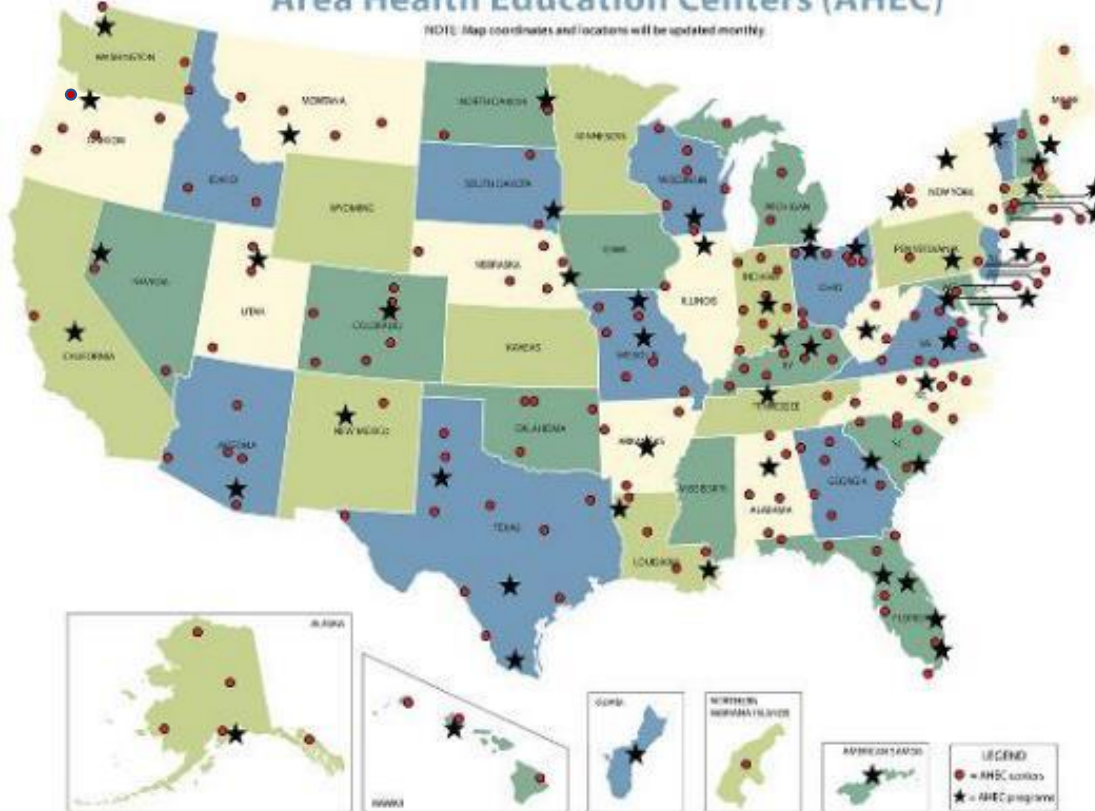 Area Health Education Centers (AHEC)
NOTE: Map coordinates and locations will be updated monthly.
WASHINGTON
MONTANA
NORTH DAKOTA
MINNESOTA
MAINE
OREGON
IDAHO
SOUTH DAKOTA
WISCONSIN
NEW YORK
WYOMING
MICHIGAN
NEVADA
NEBRASKA
IOWA
PENNSYLVANIA
UTAH
COLORADO
ILLINOIS
INDIANA
OHIO
CALIFORNIA
KANSAS
MISSOURI
KY
VA
ARIZONA
NEW MEXICO
OKLAHOMA
ARKANSAS
TENNESSEE
NC
SC
TEXAS
MISSISSIPPI
ALABAMA
GEORGIA
LOUISIANA
FLORIDA
ALASKA
HAWAII
GUAM
NORTHERN
MARIANA ISLANDS
AMERICAN SAMOA
LEGEND
= AHEC centers
= AHEC programs